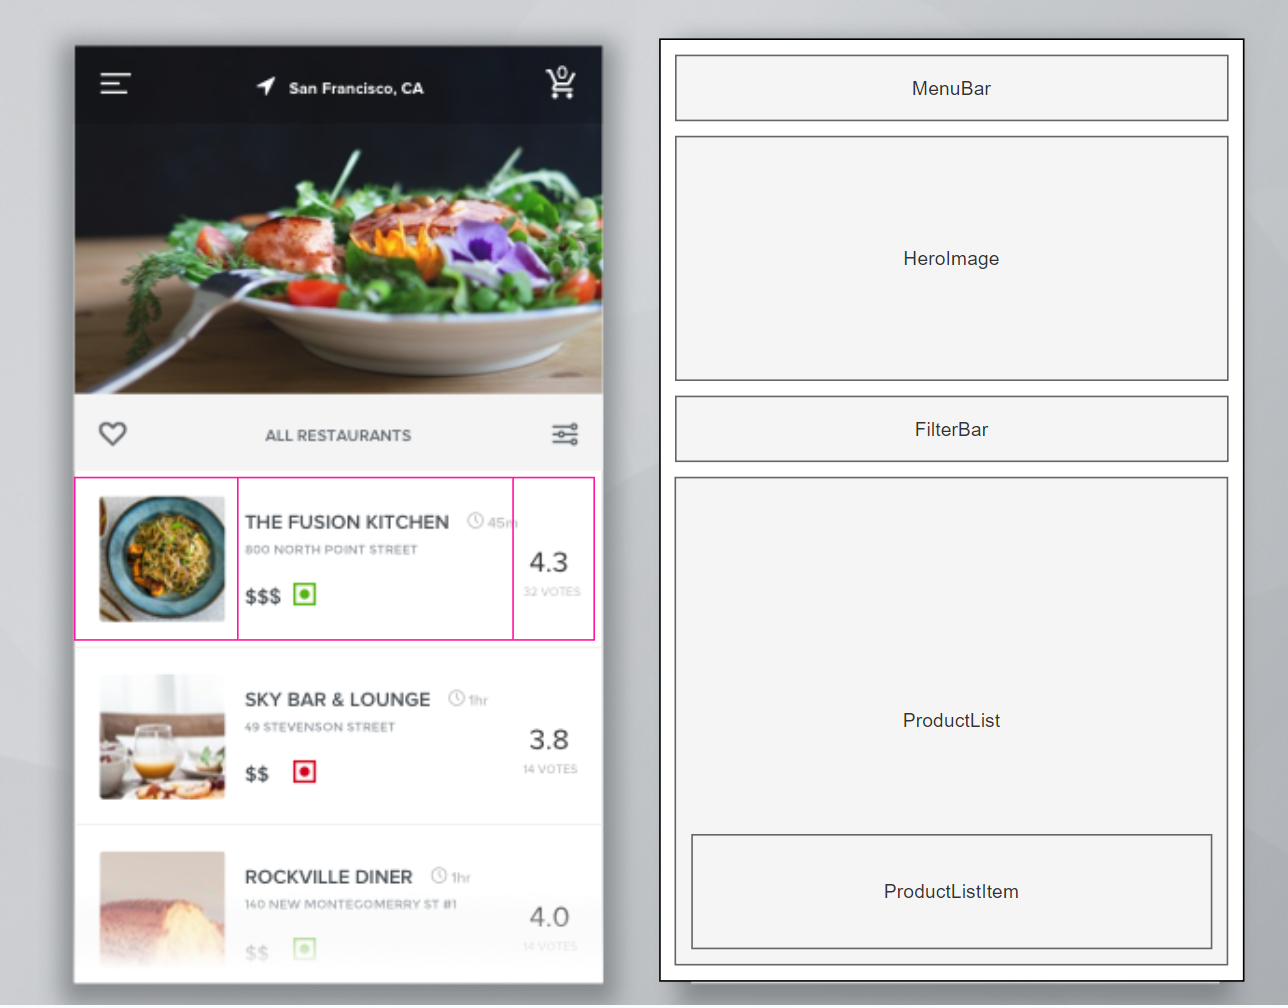 San Francisco, CA
0
ALL RESTAURANTS
THE FUSION KITCHEN 45m
800 NORTH POINT STREET
$$$
4.3
32 VOTES
SKY BAR & LOUNGE 1hr
49 STEVENSON STREET
$$
3.8
14 VOTES
ROCKVILLE DINER 1hr
140 NEW MONTEGOMERRY ST #1
$$
4.0
14 VOTES
MenuBar
HeroImage
FilterBar
ProductList
ProductListItem